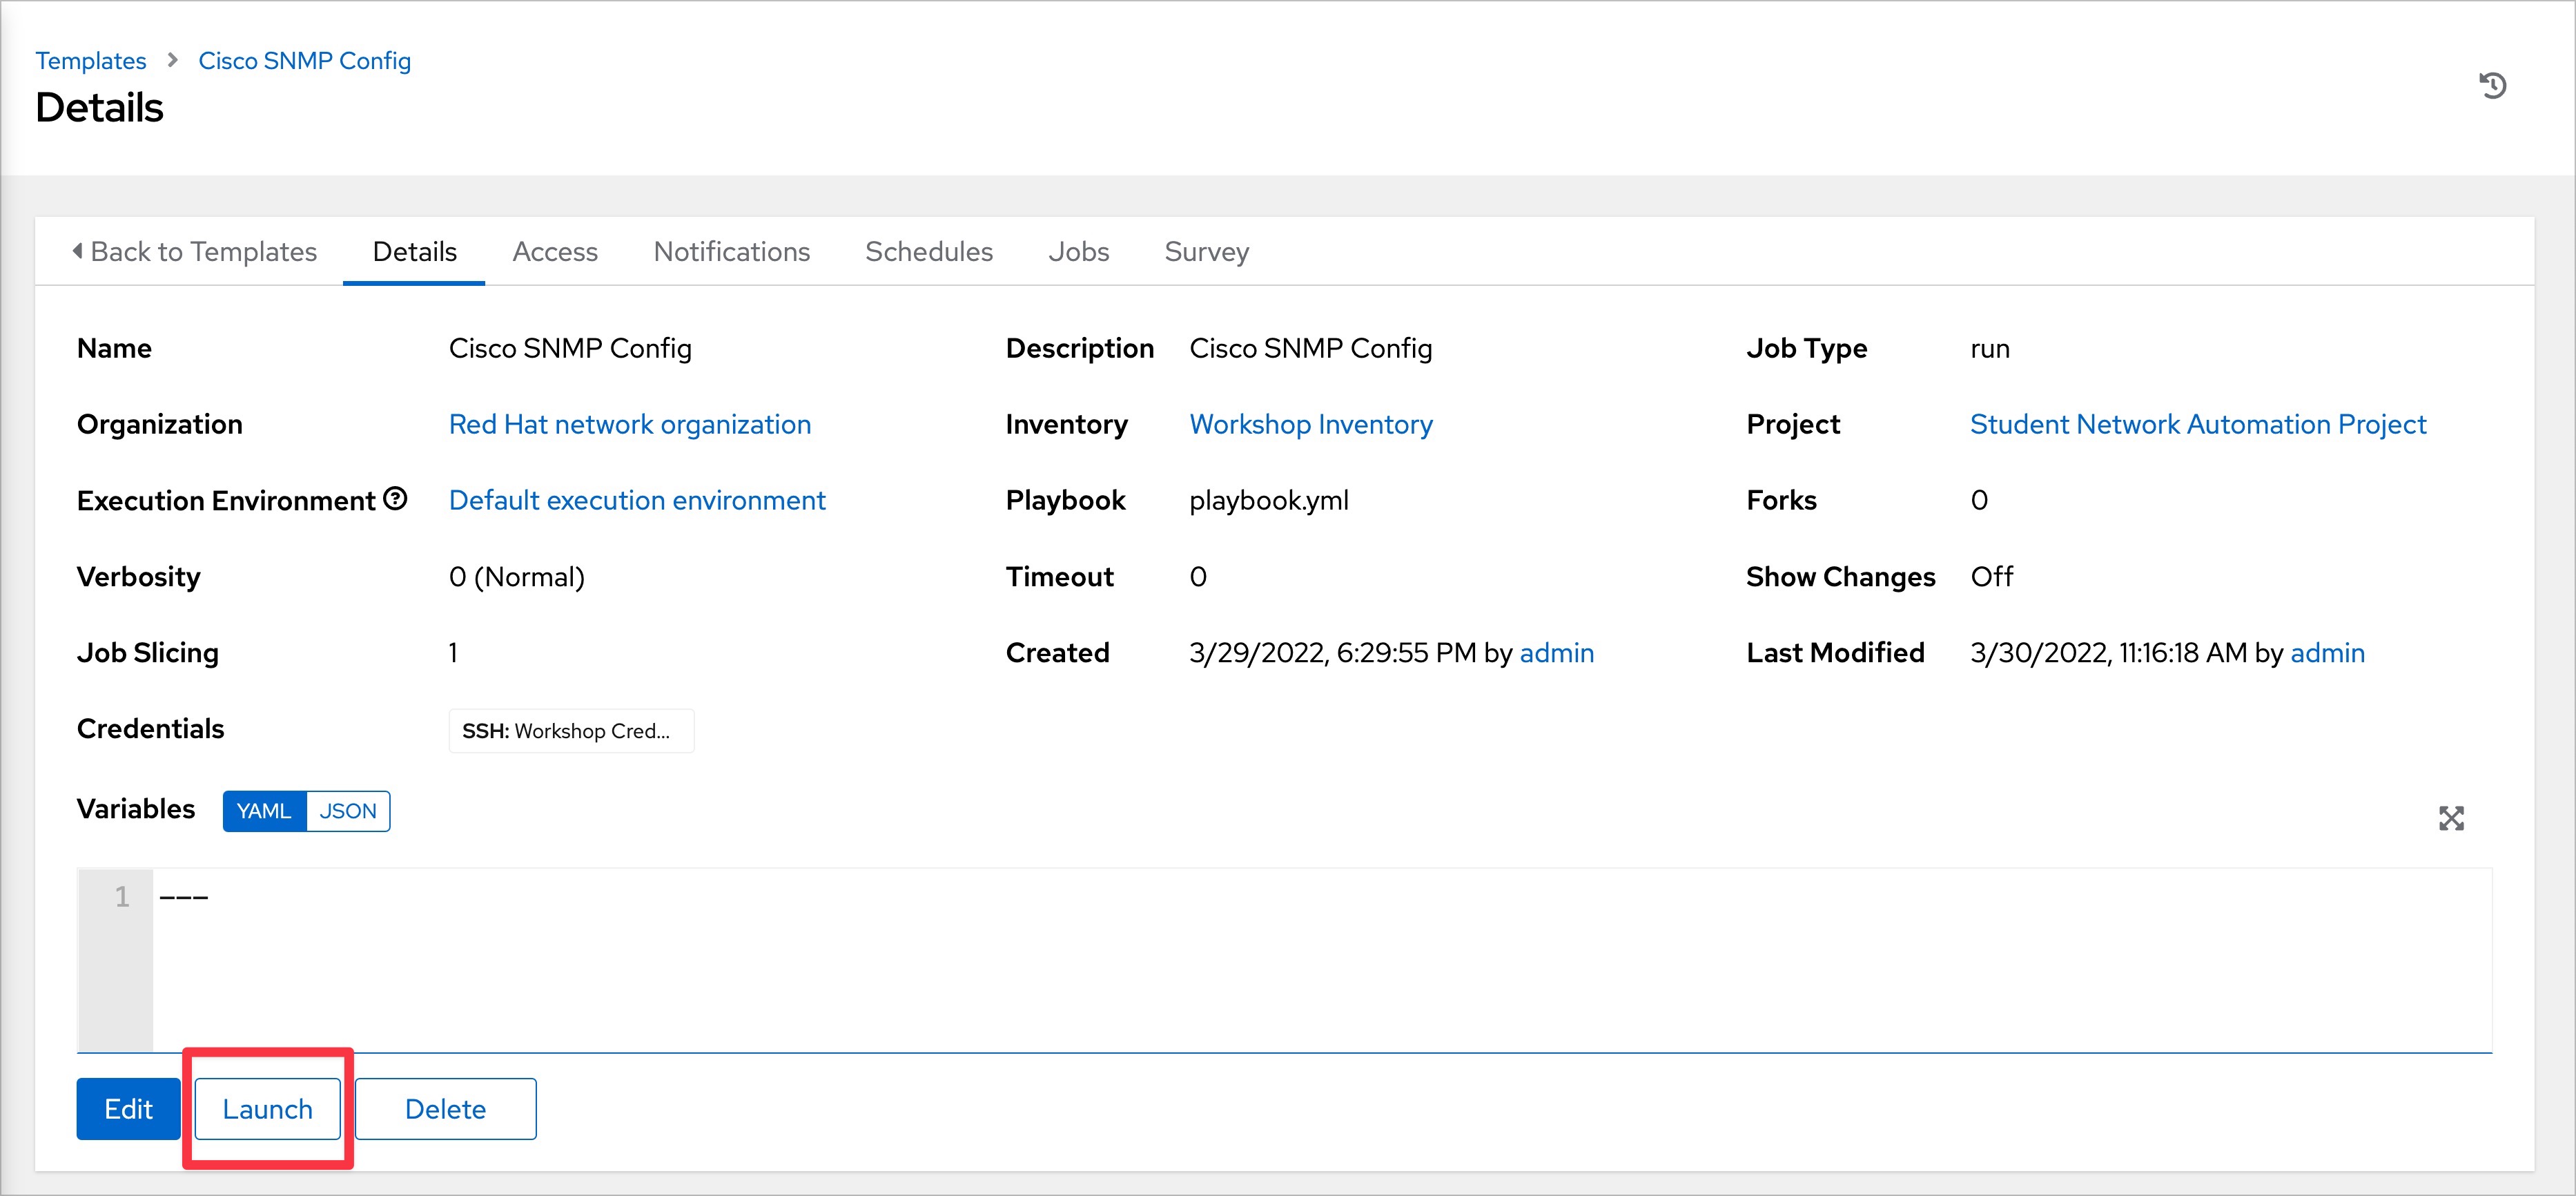 Templates Cisco SNMP Config
Details
Back to Templates Details Access Notifications Schedules Jobs Survey
Name Cisco SNMP Config Description Cisco SNMP Config Job Type run
Organization Red Hat network organization Inventory Workshop Inventory Project Student Network Automation Project
Execution Environment Default execution environment Playbook playbook.yml Forks 0
Verbosity 0 (Normal) Timeout 0 Show Changes Off
Job Slicing 1 Created 3/29/2022, 6:29:55 PM by admin Last Modified 3/30/2022, 11:16:18 AM by admin
Credentials SSH: Workshop Cred...
Variables YAML JSON
1 ---
Edit Launch Delete